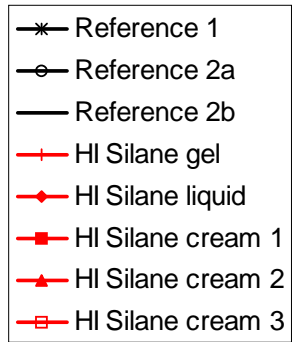 Reference 1
Reference 2a
Reference 2b
HI Silane gel
HI Silane liquid
HI Silane cream 1
HI Silane cream 2
HI Silane cream 3